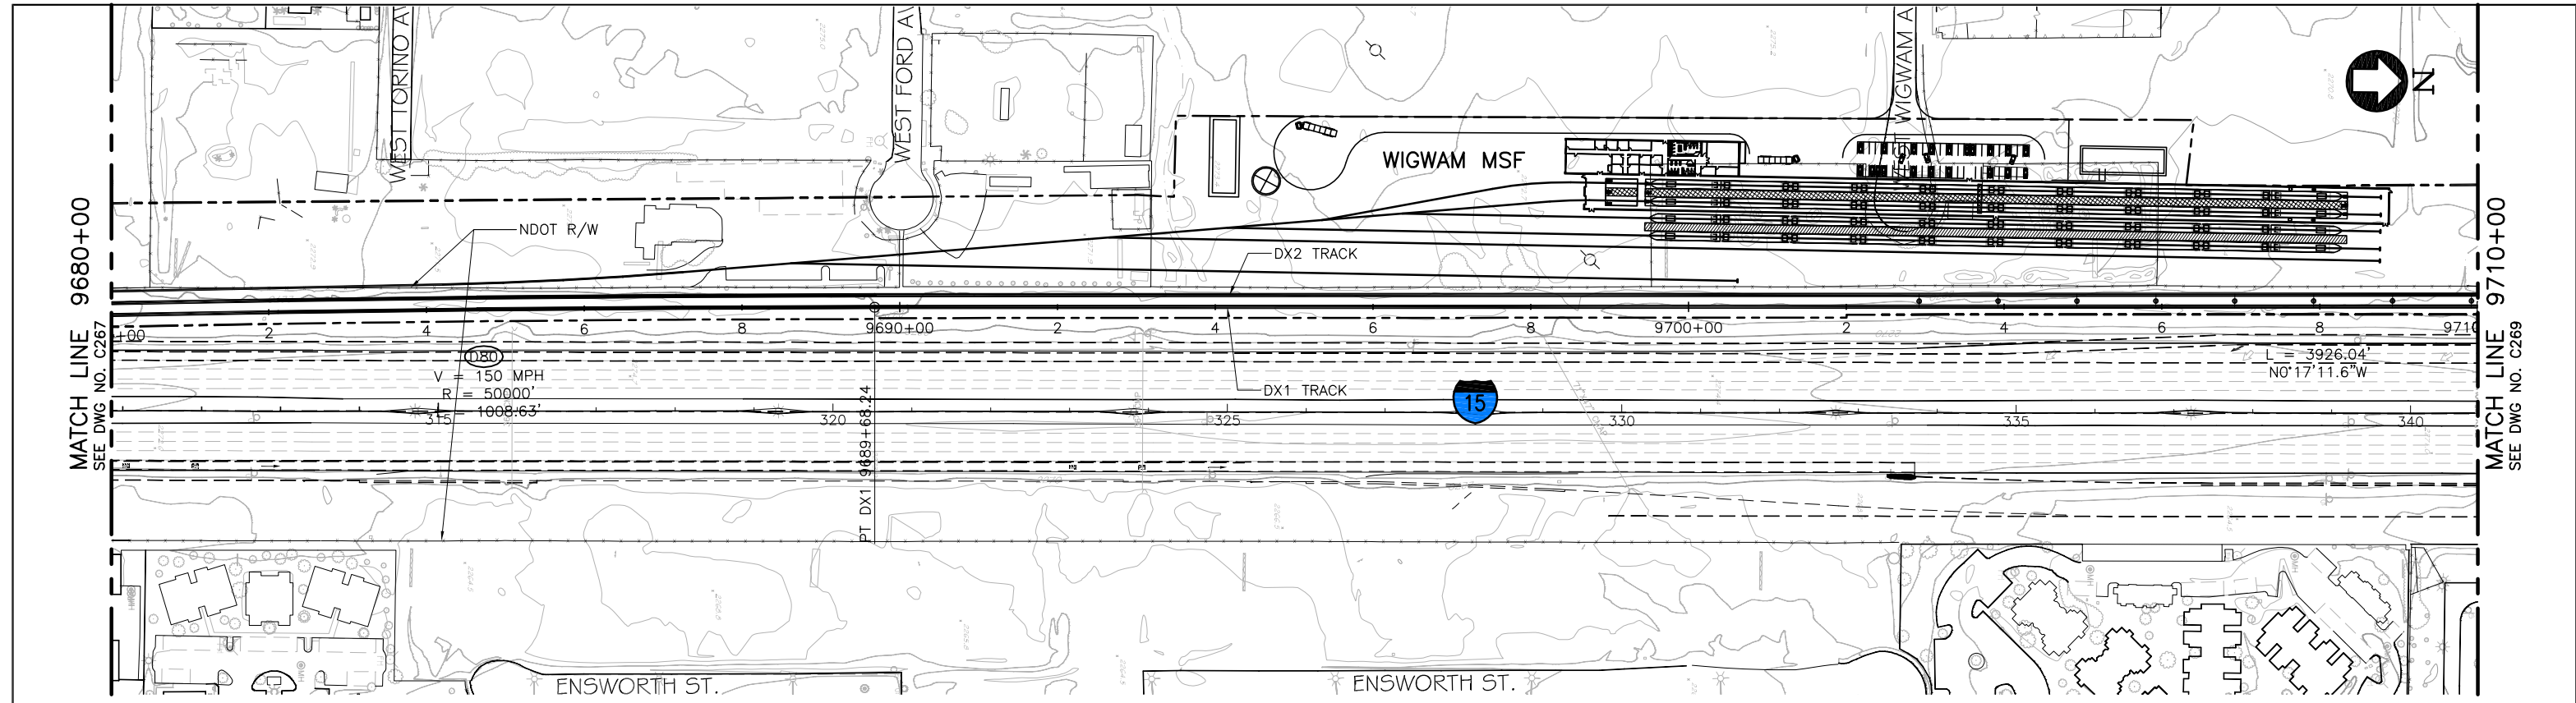 WEST TORINO AV
WEST FORD AV
WEST WIGWAM A
N
WIGWAM MSF
NDOT R/W
DX2 TRACK
MATCH LINE 9680+00
SEE DWG NO. C267
MATCH LINE 9710+00
SEE DWG NO. C269
+00
2
4
6
8
9690+00
2
4
6
8
9700+00
2
4
6
8
9710
D80
V = 150 MPH
R = 50000'
= 1008.63'
L = 3926.04'
N0°17'11.6"W
PT DX1 9689+68.24
DX1 TRACK
15
315
320
325
330
335
340
ENSWORTH ST.
ENSWORTH ST.